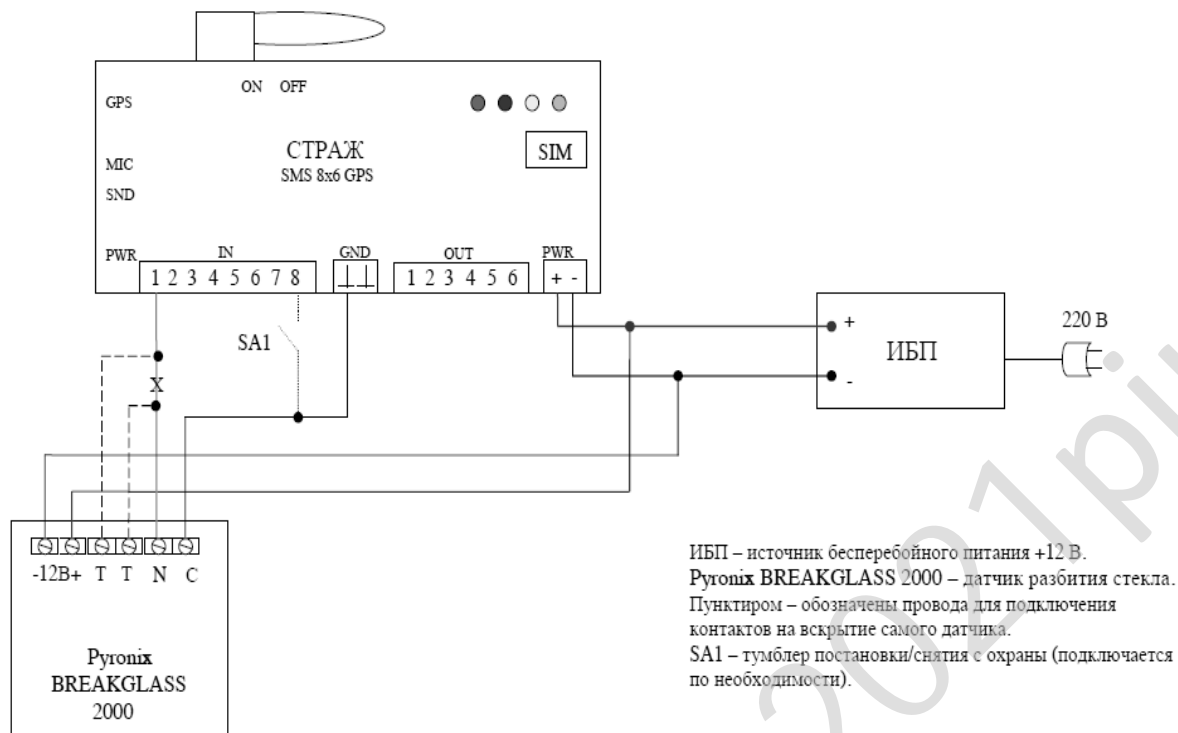 ON OFF
GPS
СТРАЖ
SMS 8x6 GPS
SIM
MIC
SND
PWR
IN
GND
OUT
PWR
1 2 3 4 5 6 7 8
1 2 3 4 5 6
+ -
SA1
X
+
-
ИБП
220 В
-12В+ T T N C
Pyronix
BREAKGLASS
2000
ИБП – источник бесперебойного питания +12 В.
Pyronix BREAKGLASS 2000 – датчик разбития стекла.
Пунктиром – обозначены провода для подключения
контактов на вскрытие самого датчика.
SA1 – тумблер постановки/снятия с охраны (подключается
по необходимости).